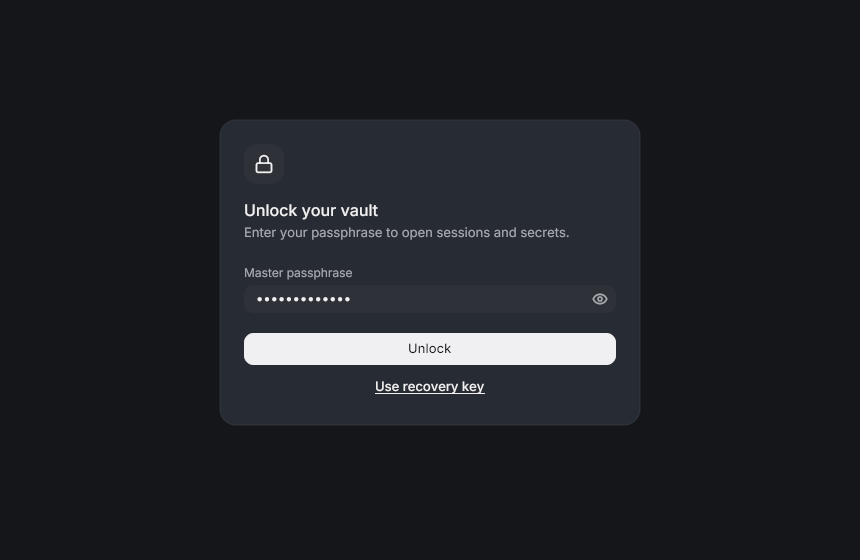 Unlock your vault
Enter your passphrase to open sessions and secrets.
Master passphrase
•••••••••••••
Unlock
Use recovery key